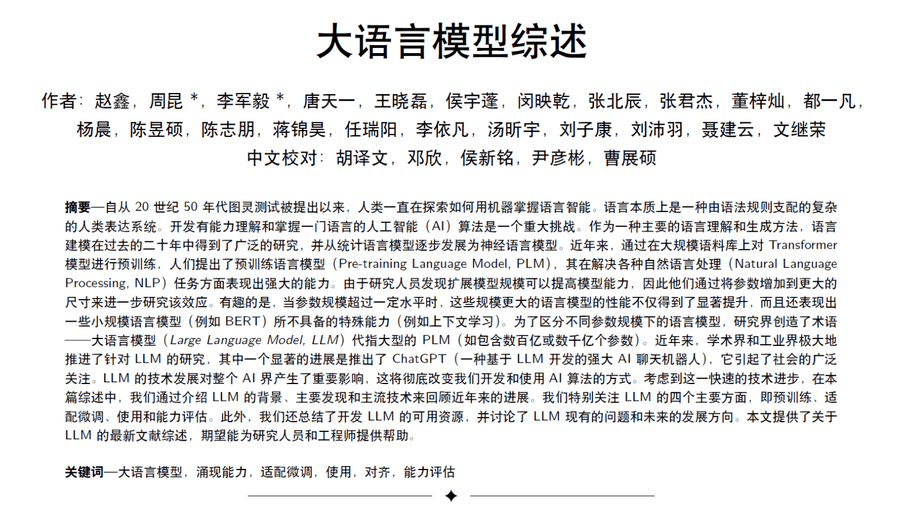 大语言模型综述
作者：赵鑫，周昆 *，李军毅 *，唐天一，王晓磊，侯宇蓬，闵映乾，张北辰，张君杰，董梓灿，都一凡，
杨晨，陈昱硕，陈志朋，蒋锦昊，任瑞阳，李依凡，汤昕宇，刘子康，刘沛羽，聂建云，文继荣
中文校对：胡译文，邓欣，侯新铭，尹彦彬，曹展硕
摘要—自从 20 世纪 50 年代图灵测试被提出以来，人类一直在探索如何用机器掌握语言智能。语言本质上是一种由语法规则支配的复杂
的人类表达系统。开发有能力理解和掌握一门语言的人工智能（AI）算法是一个重大挑战。作为一种主要的语言理解和生成方法，语言
建模在过去的二十年中得到了广泛的研究，并从统计语言模型逐步发展为神经语言模型。近年来，通过在大规模语料库上对 Transformer
模型进行预训练，人们提出了预训练语言模型（Pre-training Language Model, PLM），其在解决各种自然语言处理（Natural Language
Processing, NLP）任务方面表现出强大的能力。由于研究人员发现扩展模型规模可以提高模型能力，因此他们通过将参数增加到更大的
尺寸来进一步研究该效应。有趣的是，当参数规模超过一定水平时，这些规模更大的语言模型的性能不仅得到了显著提升，而且还表现出
一些小规模语言模型（例如 BERT）所不具备的特殊能力（例如上下文学习）。为了区分不同参数规模下的语言模型，研究界创造了术语
——大语言模型（Large Language Model, LLM）代指大型的 PLM（如包含数百亿或数千亿个参数）。近年来，学术界和工业界极大地
推进了针对 LLM 的研究，其中一个显著的进展是推出了 ChatGPT（一种基于 LLM 开发的强大 AI 聊天机器人），它引起了社会的广泛
关注。LLM 的技术发展对整个 AI 界产生了重要影响，这将彻底改变我们开发和使用 AI 算法的方式。考虑到这一快速的技术进步，在本
篇综述中，我们通过介绍 LLM 的背景、主要发现和主流技术来回顾近年来的进展。我们特别关注 LLM 的四个主要方面，即预训练、适
配微调、使用和能力评估。此外，我们还总结了开发 LLM 的可用资源，并讨论了 LLM 现有的问题和未来的发展方向。本文提供了关于
LLM 的最新文献综述，期望能为研究人员和工程师提供帮助。
关键词—大语言模型，涌现能力，适配微调，使用，对齐，能力评估